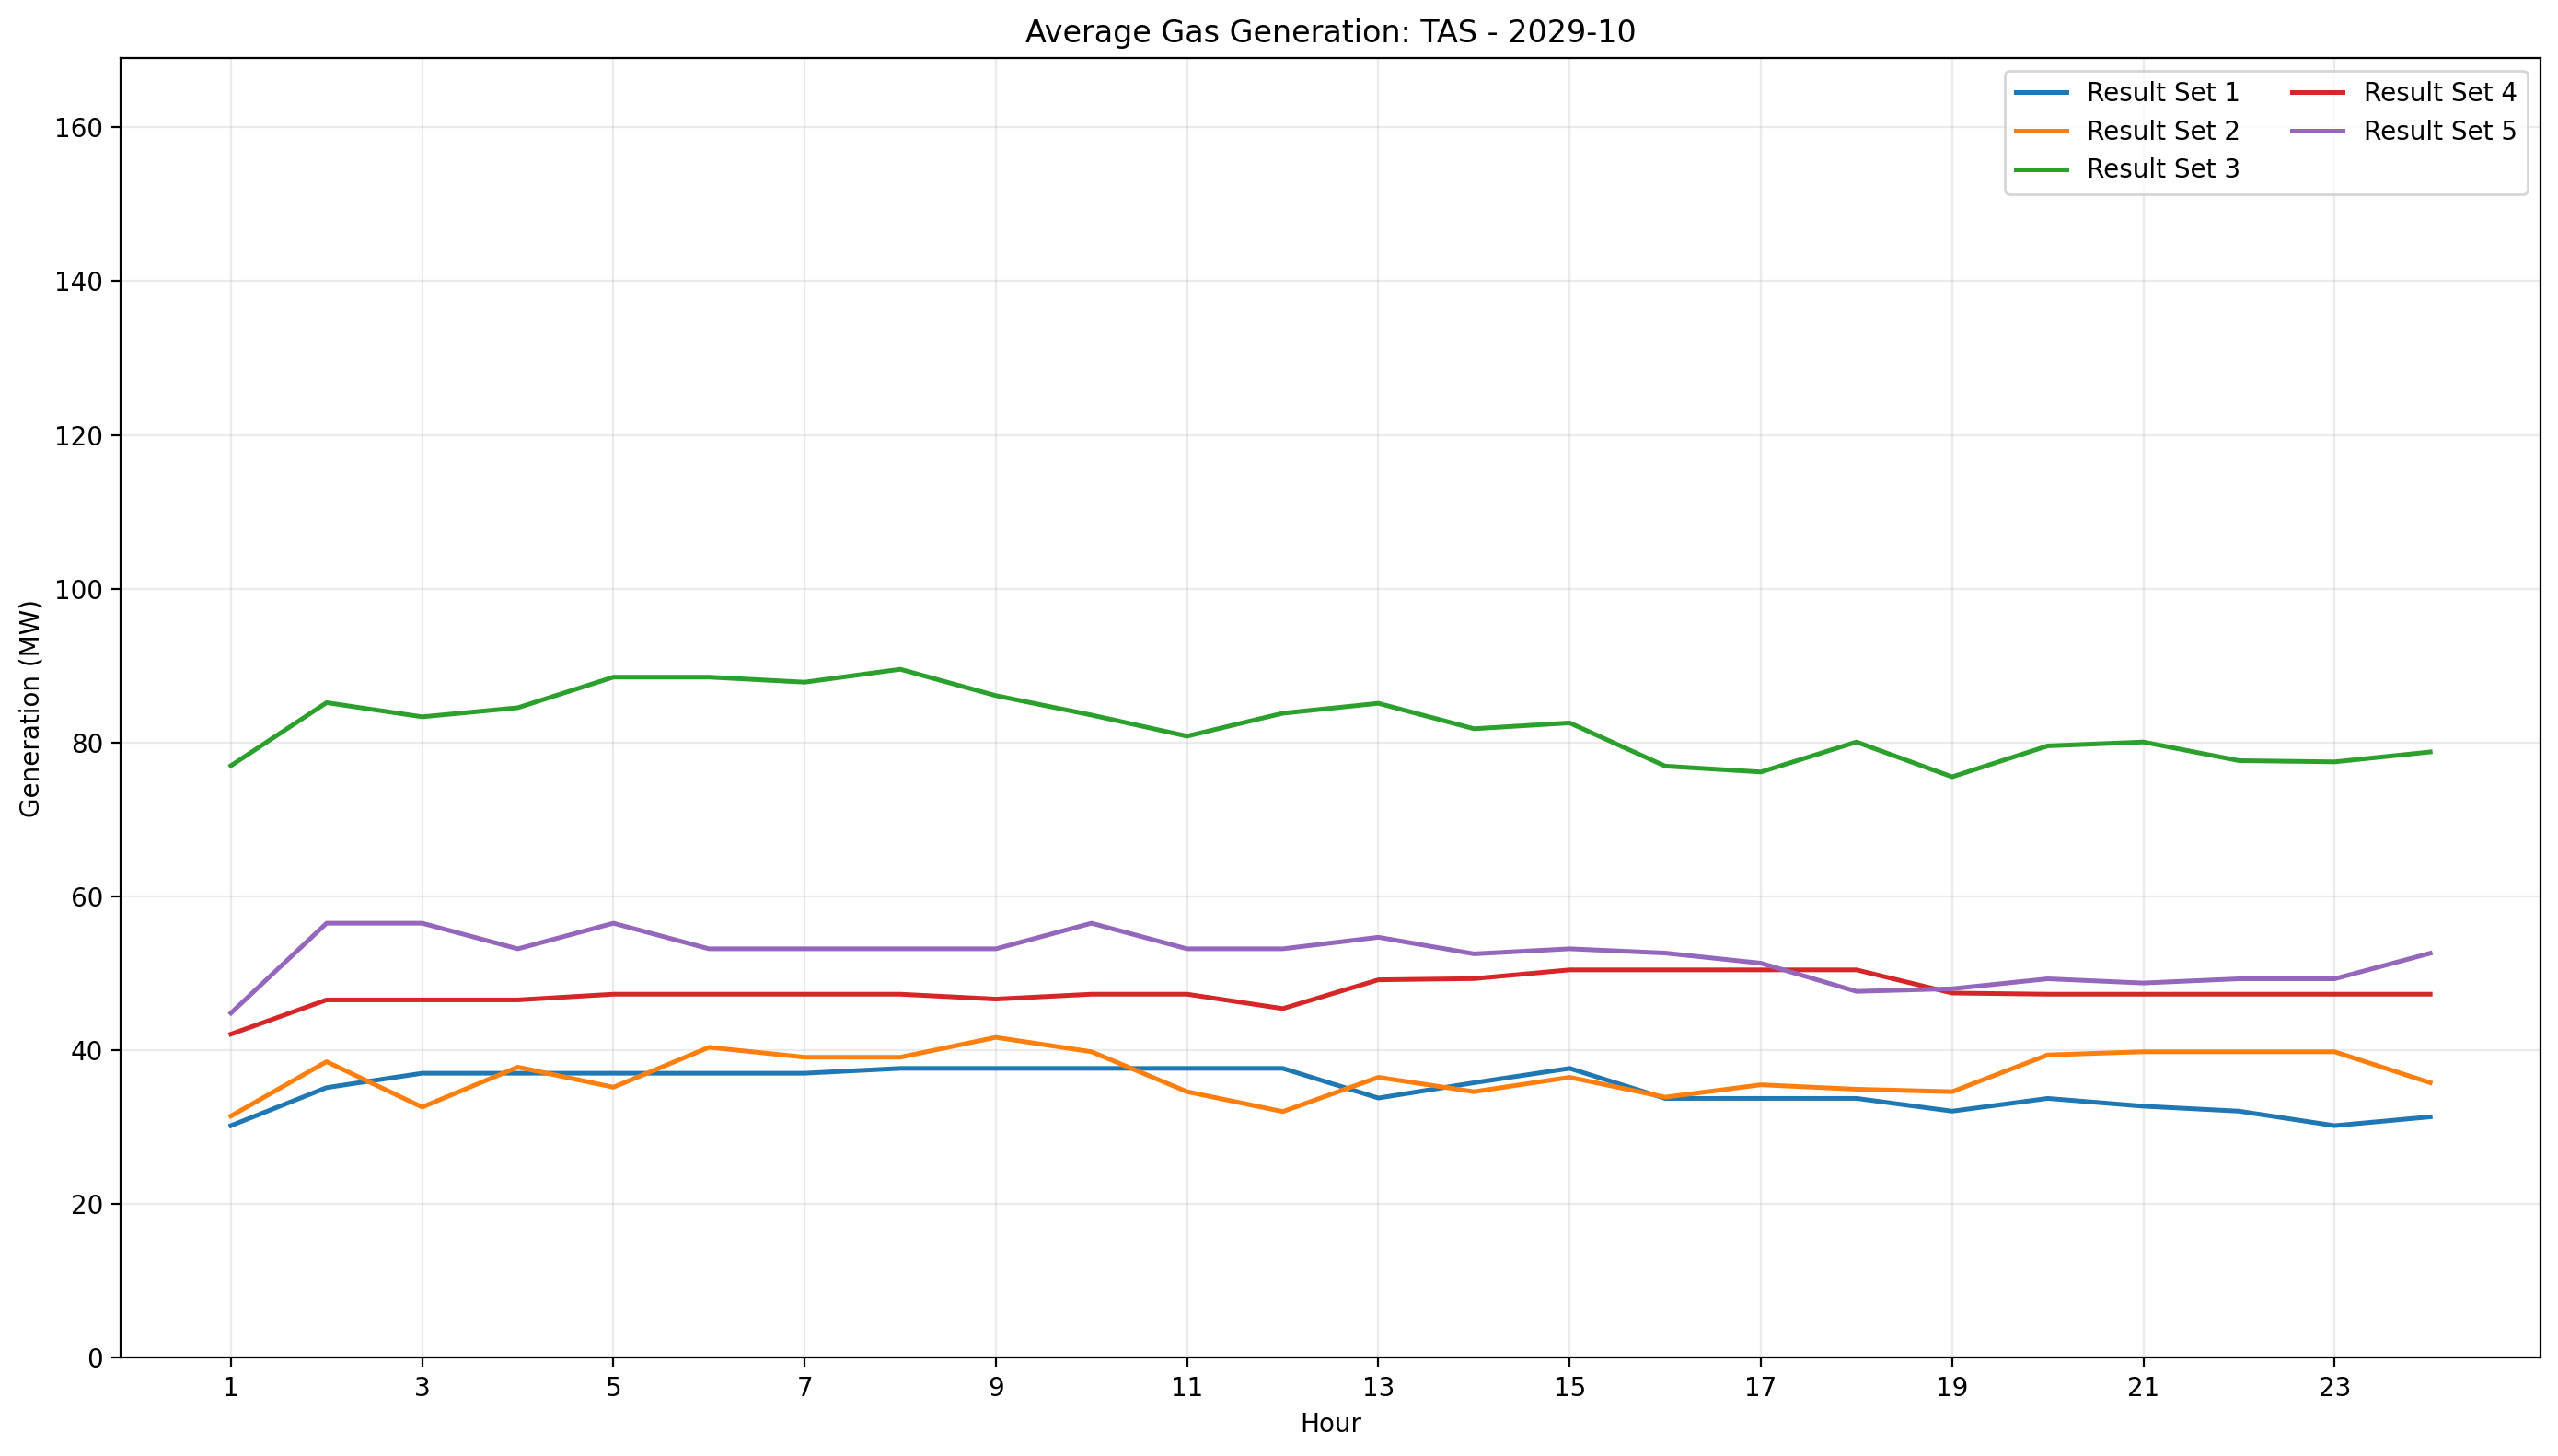 Average Gas Generation: TAS - 2029-10
Result Set 1
Result Set 2
Result Set 3
Result Set 4
Result Set 5
Generation (MW)
160
140
120
100
80
60
40
20
0
1 3 5 7 9 11 13 15 17 19 21 23
Hour